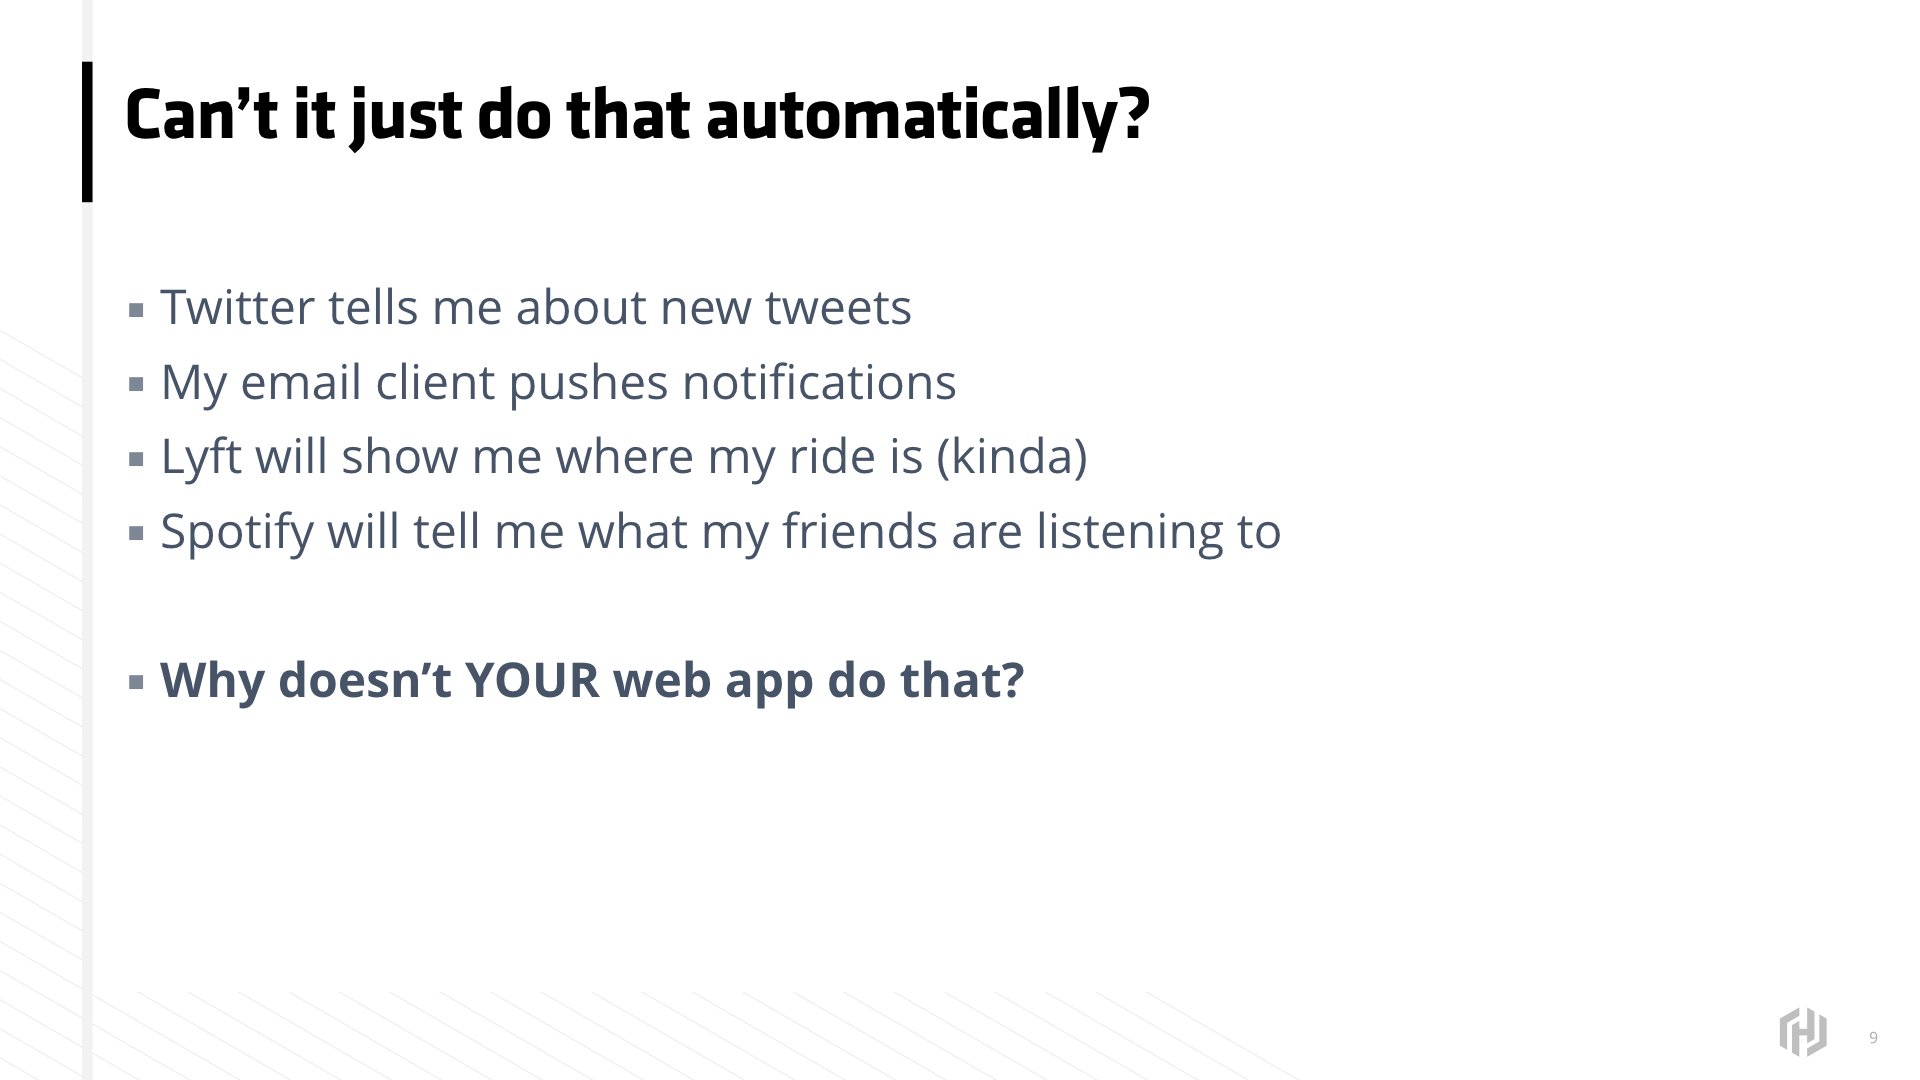 Can’t it just do that automatically?
▪ Twitter tells me about new tweets
▪ My email client pushes notifications
▪ Lyft will show me where my ride is (kinda)
▪ Spotify will tell me what my friends are listening to
▪ Why doesn’t YOUR web app do that?
9